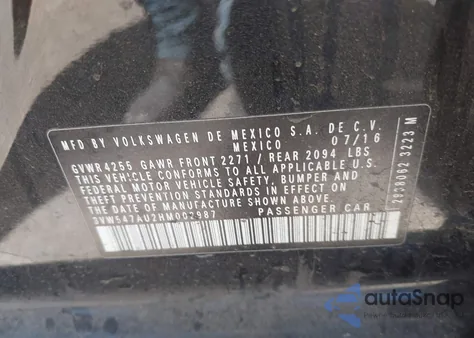 MFD BY VOLKSWAGEN DE MEXICO S.A. DE C.V.
MEXICO 07/16
GVWR 4255 GAWR FRONT 2271 / REAR 2094 LBS
THIS VEHICLE CONFORMS TO ALL APPLICABLE U.S.
FEDERAL MOTOR VEHICLE SAFETY, BUMPER AND
THEFT PREVENTION STANDARDS IN EFFECT ON
THE DATE OF MANUFACTURE SHOWN ABOVE.
PASSENGER CAR
autoSnap